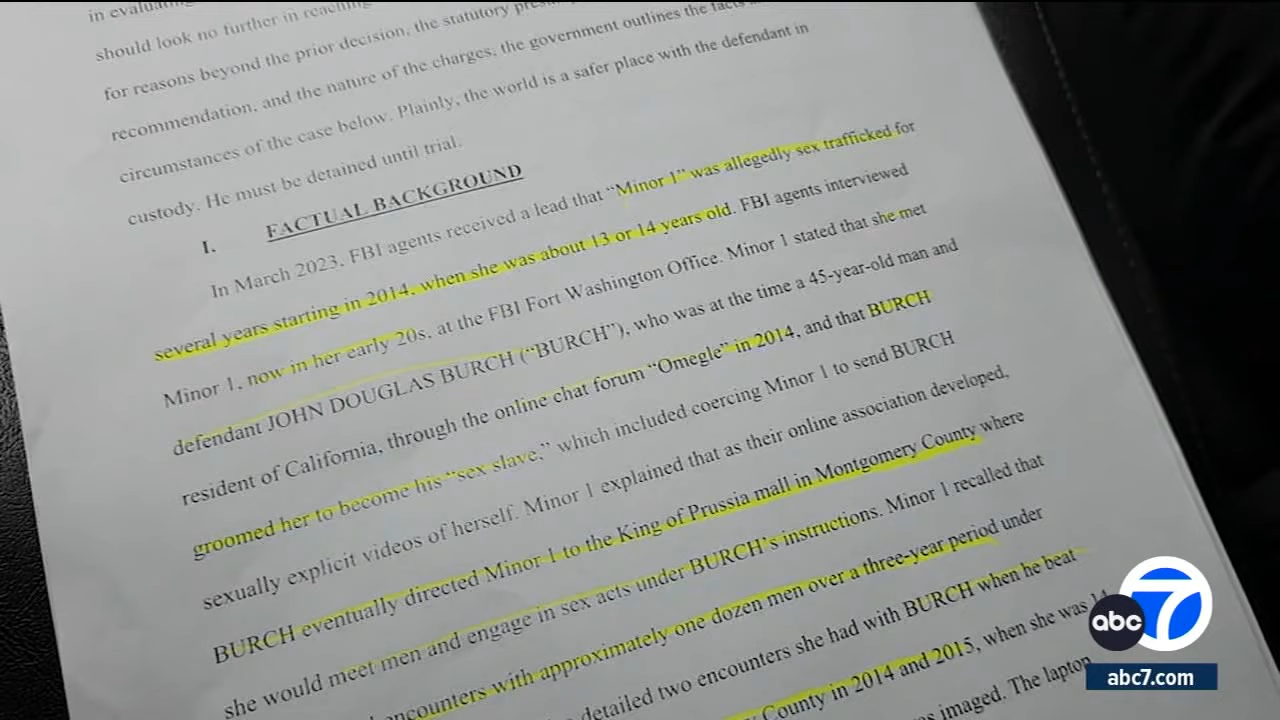 in evaluating
should look no further in reaching
for reasons beyond the prior decision, the statutory
recommendation, and the nature of the charges, the government outlines the facts
circumstances of the case below. Plainly, the world is a safer place with the defendant in
custody. He must be detained until trial.
I. FACTUAL BACKGROUND
In March 2023, FBI agents received a lead that “Minor 1” was allegedly sex trafficked for
several years starting in 2014, when she was about 13 or 14 years old. FBI agents interviewed
Minor 1, now in her early 20s, at the FBI Fort Washington Office. Minor 1 stated that she met
defendant JOHN DOUGLAS BURCH (“BURCH”), who was at the time a 45-year-old man and
resident of California, through the online chat forum “Omegle” in 2014, and that BURCH
groomed her to become his “sex slave,” which included coercing Minor 1 to send BURCH
sexually explicit videos of herself. Minor 1 explained that as their online association developed,
BURCH eventually directed Minor 1 to the King of Prussia mall in Montgomery County where
she would meet men and engage in sex acts under BURCH’s instructions. Minor 1 recalled that
encounters with approximately one dozen men over a three-year period under
detailed two encounters she had with BURCH when he beat
County in 2014 and 2015, when she was 14
was imaged. The laptop
abc 7
abc7.com